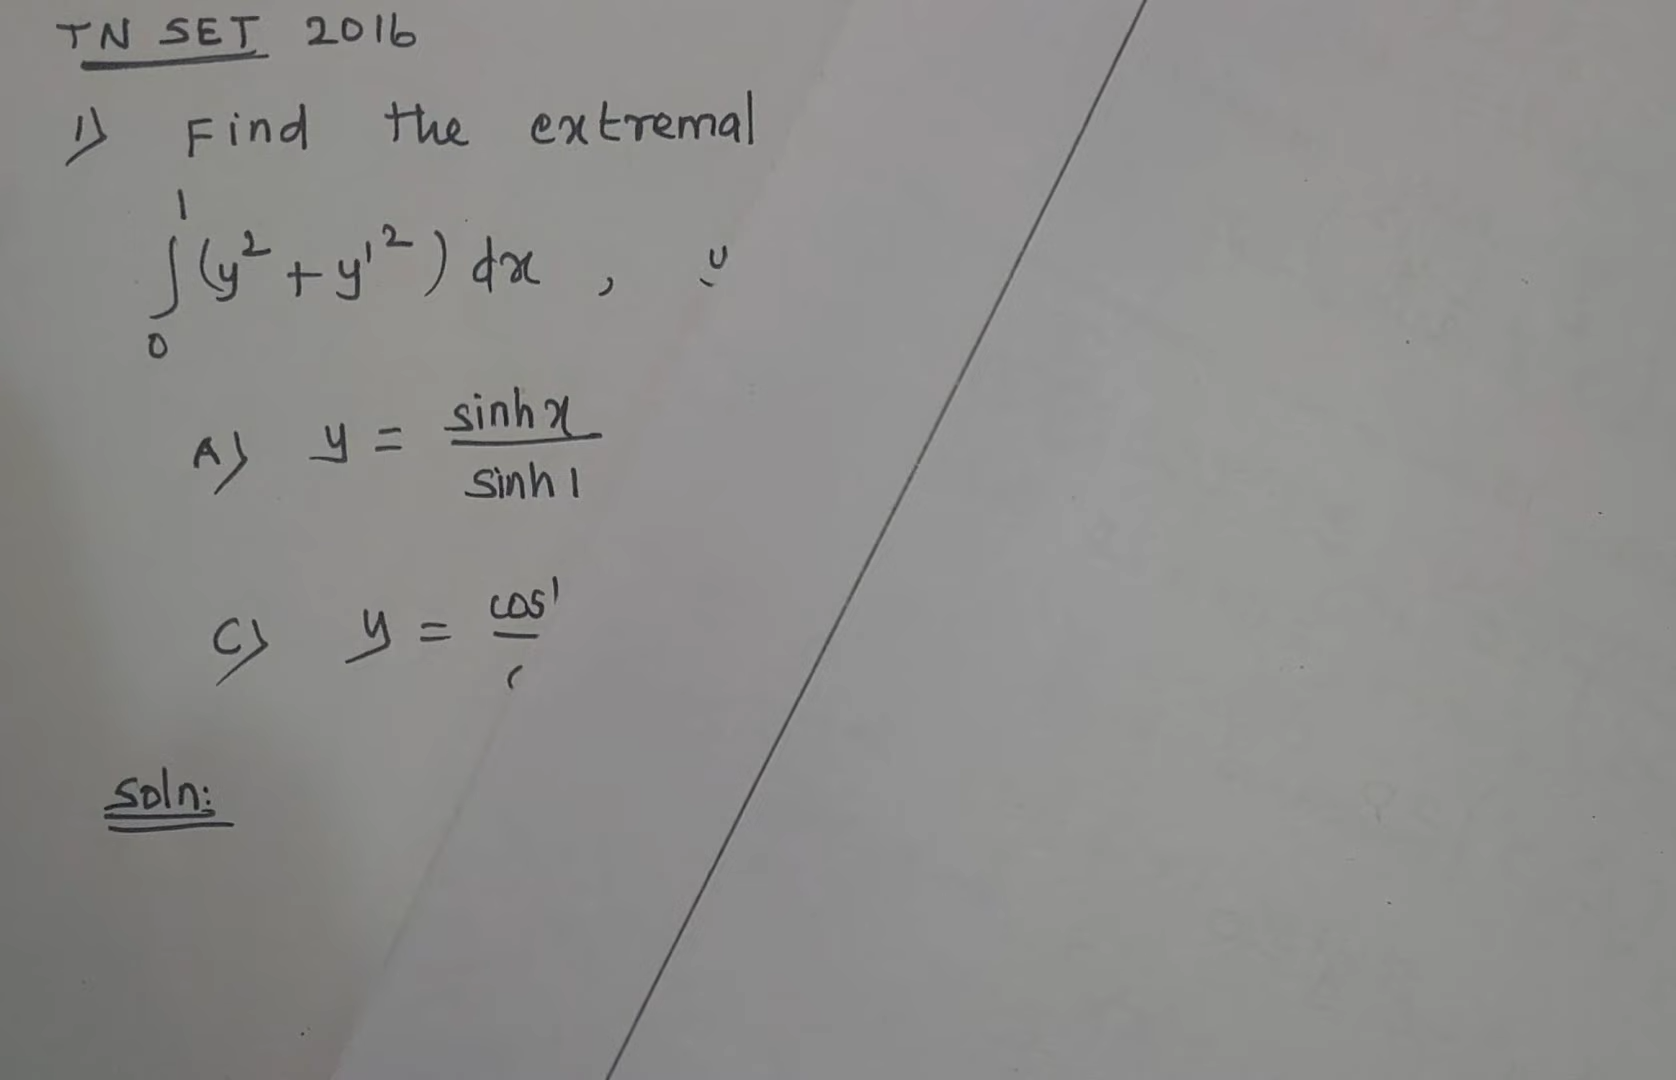 TN SET 2016
1) Find the extremal
∫₀¹ (y² + y'²) dx ,
A) y = sinh x / sinh 1
C) y =
Soln: